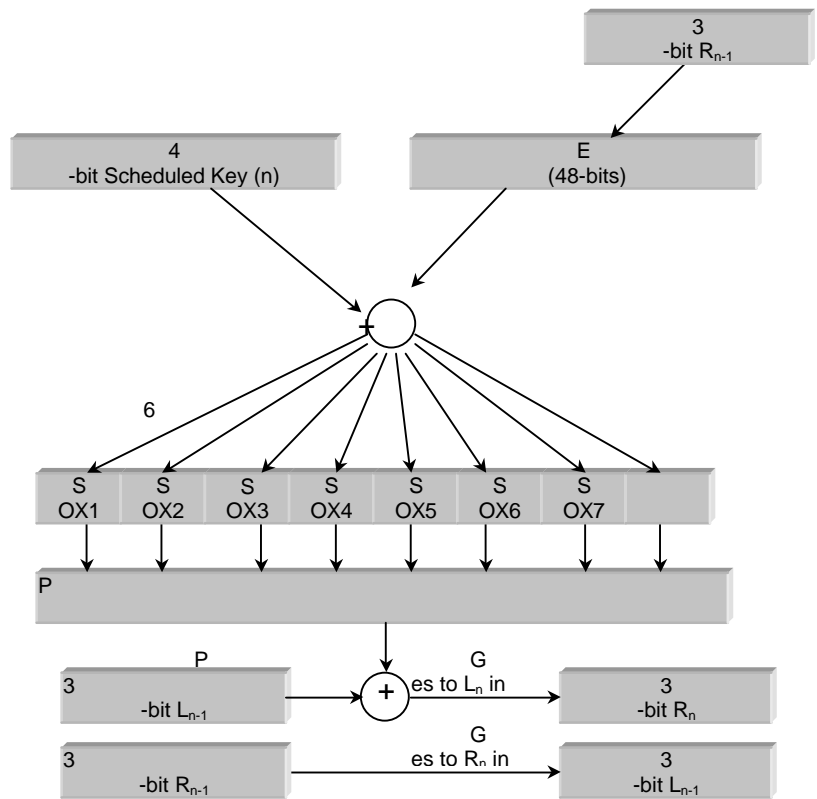 3
-bit Rn-1
4
-bit Scheduled Key (n)
E
(48-bits)
+
6
S
OX1
S
OX2
S
OX3
S
OX4
S
OX5
S
OX6
S
OX7
P
P
3
-bit Ln-1
+
G
es to Ln in
3
-bit Rn
3
-bit Rn-1
G
es to Rn in
3
-bit Ln-1